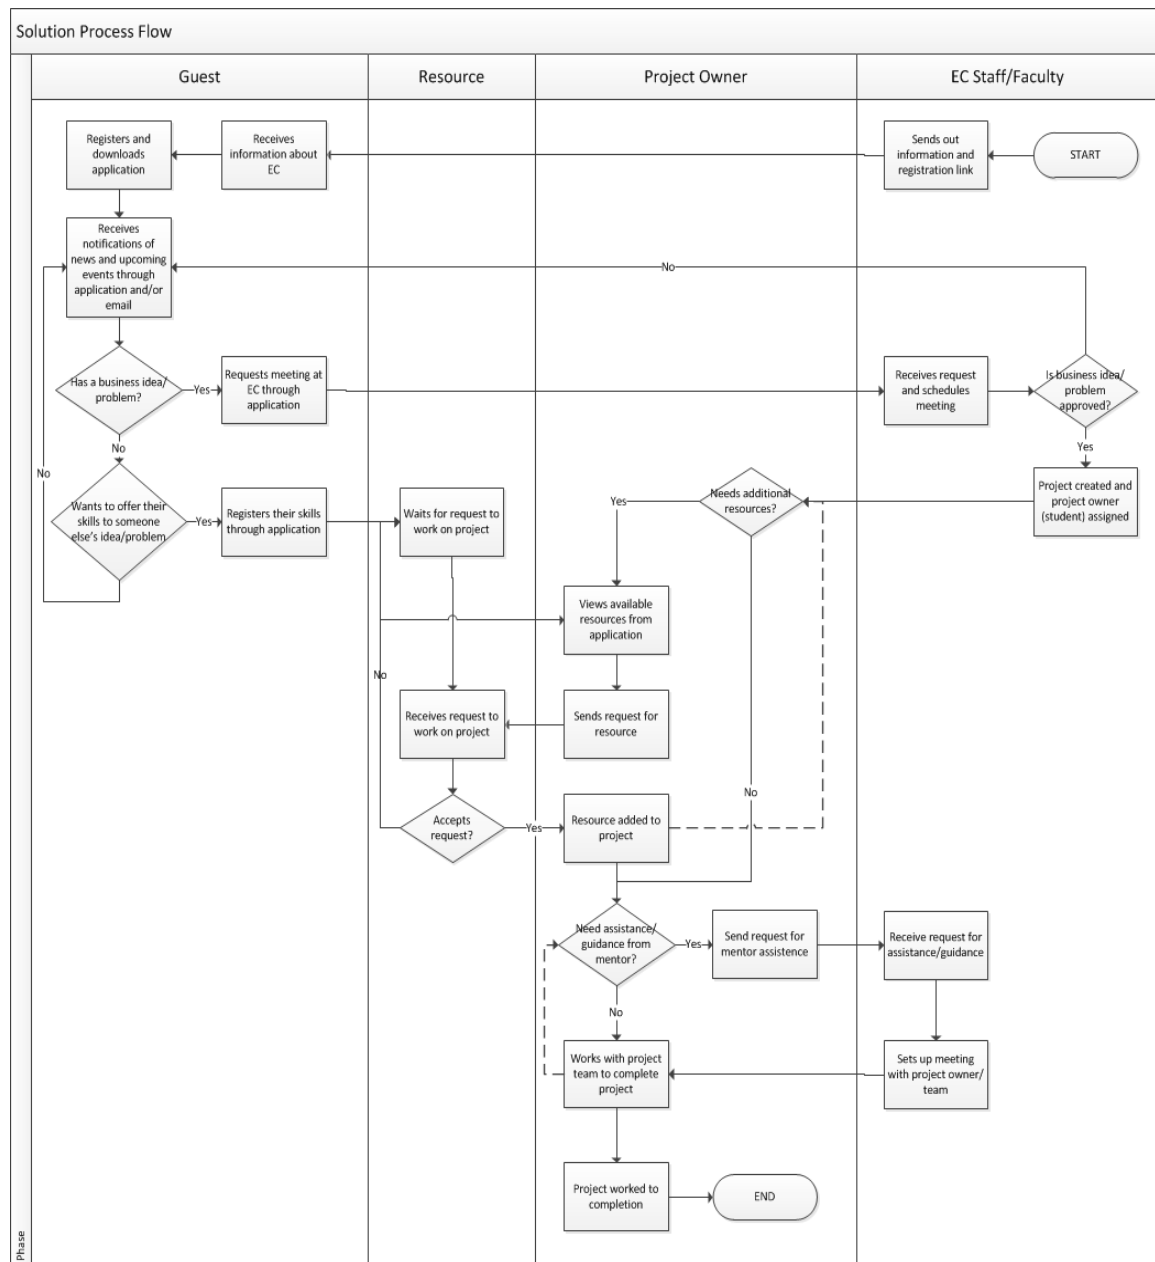 Solution Process Flow
Guest
Resource
Project Owner
EC Staff/Faculty
Registers and
downloads
application
Receives
information about
EC
Sends out
information and
registration link
START
Receives
notifications of
news and upcoming
events through
application and/or
email
No
Has a business idea/
problem?
Yes
Requests meeting at
EC through
application
Receives request
and schedules
meeting
Is business idea/
problem
approved?
No
No
Yes
Wants to offer their
skills to someone
else's idea/problem
Yes
Registers their skills
through application
Waits for request to
work on project
Yes
Needs additional
resources?
Project created and
project owner
(student) assigned
Views available
resources from
application
No
Receives request to
work on project
Sends request for
resource
No
Accepts
request?
Yes
Resource added to
project
Need assistance/
guidance from
mentor?
Yes
Send request for
mentor assistence
Receive request for
assistance/guidance
No
Works with project
team to complete
project
Sets up meeting
with project owner/
team
Project worked to
completion
END
Phase